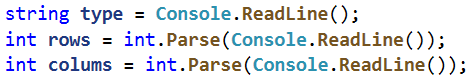 string type = Console.ReadLine();
int rows = int.Parse(Console.ReadLine());
int colums = int.Parse(Console.ReadLine());